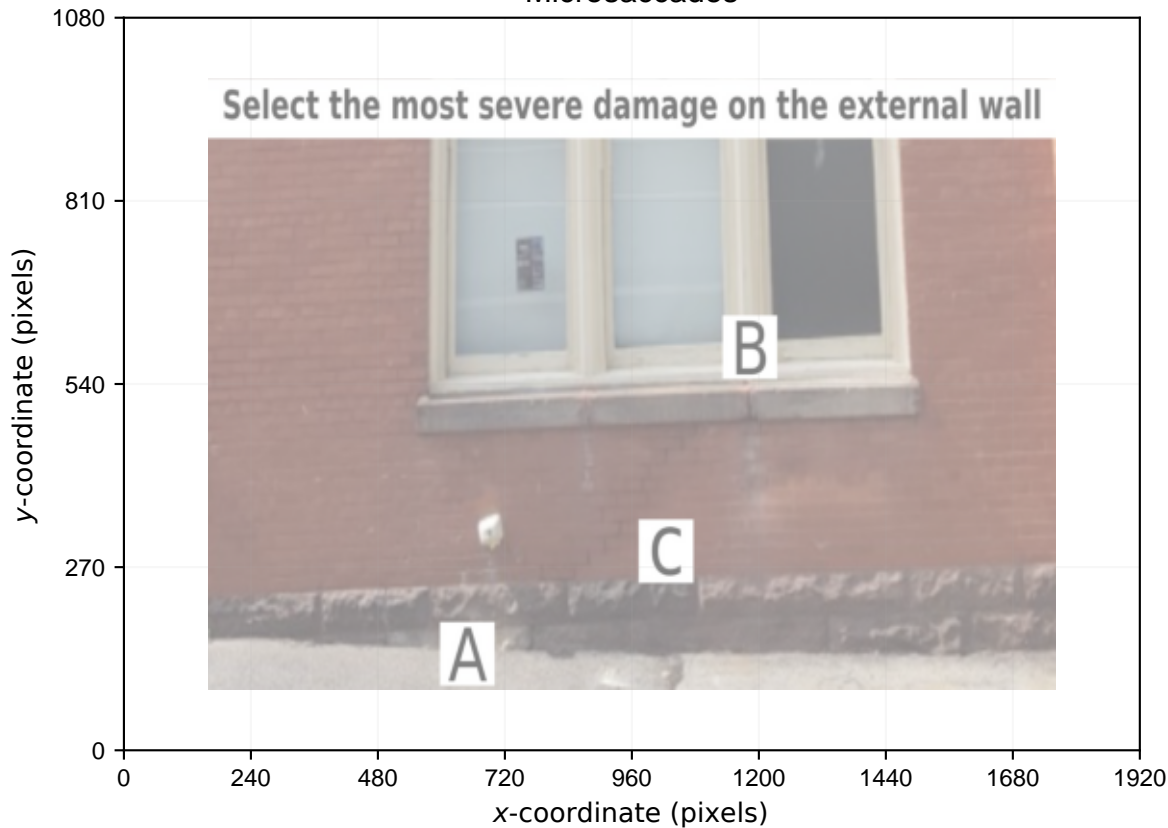 1080
Select the most severe damage on the external wall
810
B
540
C
270
A
0
0 240 480 720 960 1200 1440 1680 1920
x-coordinate (pixels)
y-coordinate (pixels)